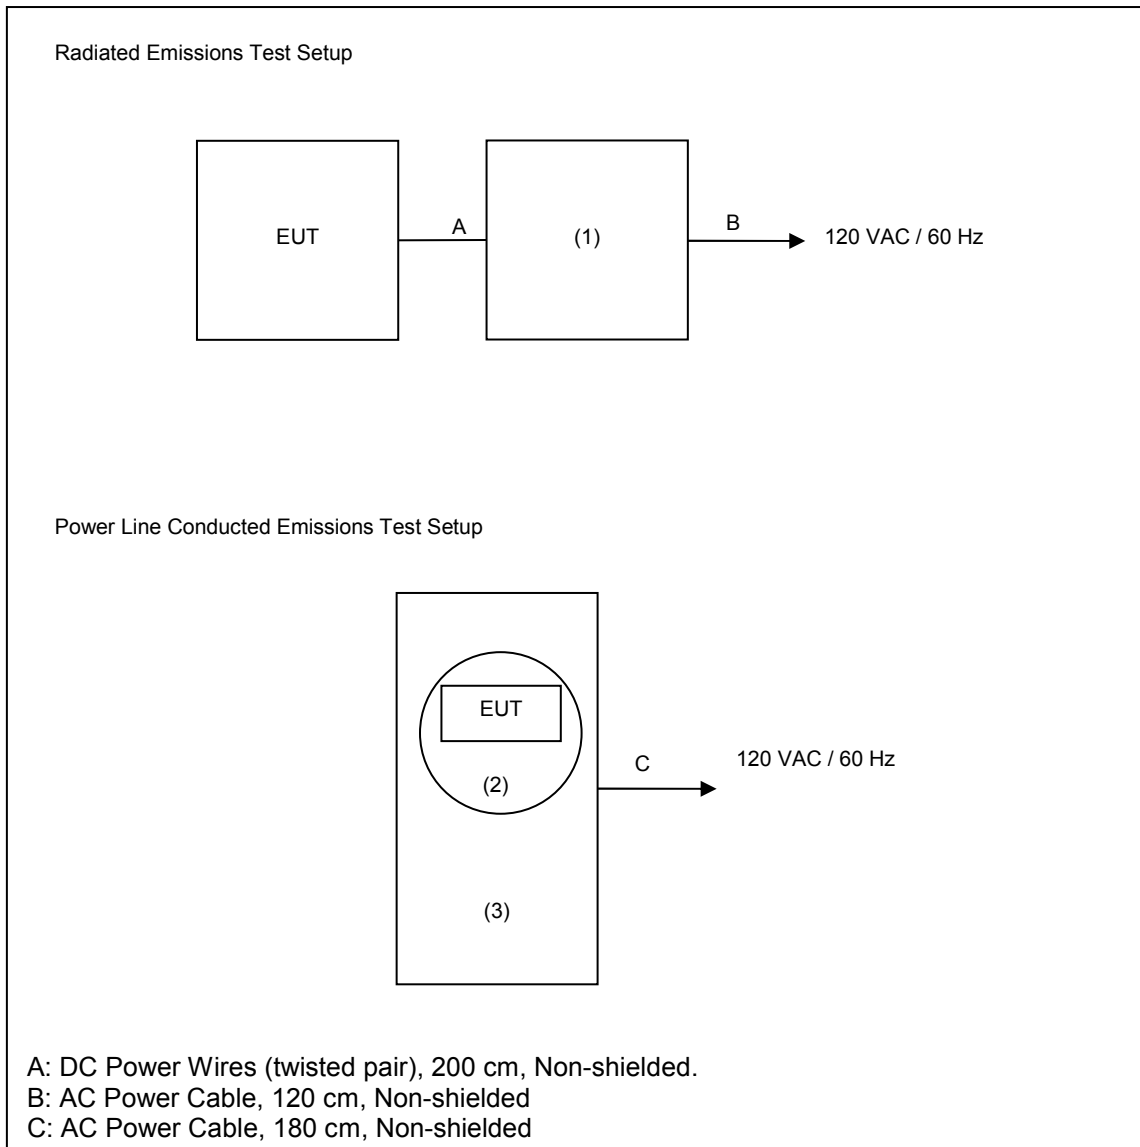 Radiated Emissions Test Setup
EUT
A
(1)
B
120 VAC / 60 Hz
Power Line Conducted Emissions Test Setup
EUT
(2)
C
120 VAC / 60 Hz
(3)
A: DC Power Wires (twisted pair), 200 cm, Non-shielded.
B: AC Power Cable, 120 cm, Non-shielded
C: AC Power Cable, 180 cm, Non-shielded